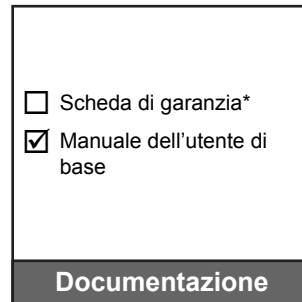 Scheda di garanzia*
Manuale dell'utente di
base
Documentazione